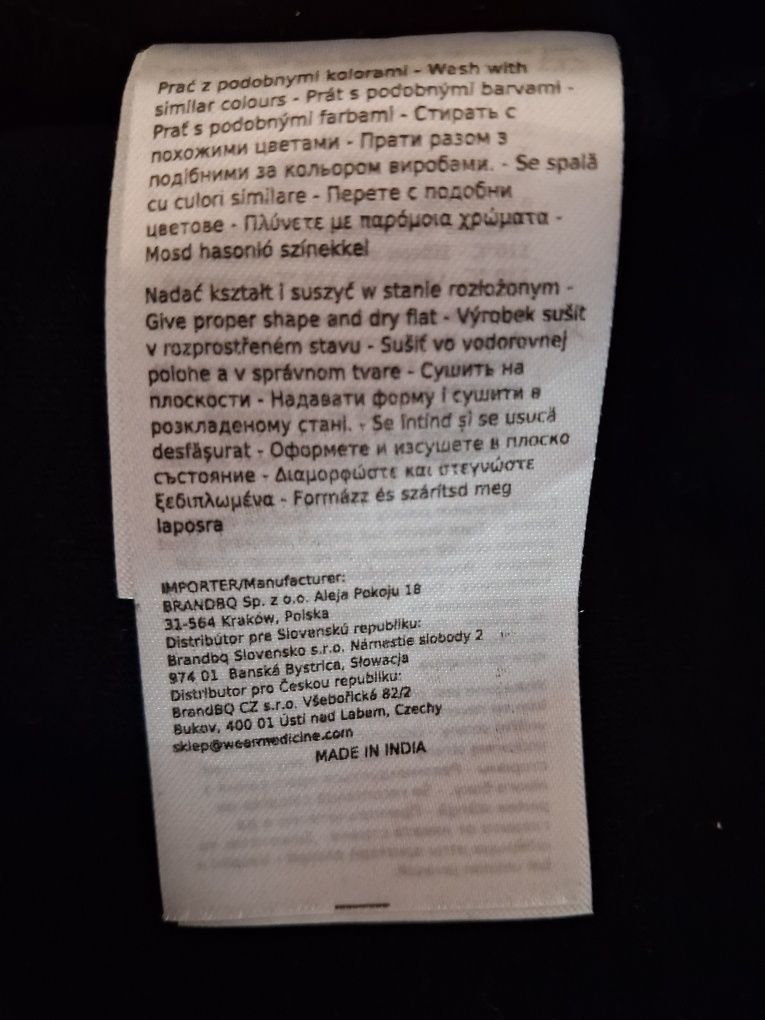 Prać z podobnymi kolorami - Wash with
similar colours - Prát s podobnými barvami -
Prať s podobnými farbami - Стирать с
похожими цветами - Прати разом з
подібними за кольором виробами. - Se spală
cu culori similare - Перете с подобни
цветове - Πλύνετε με παρόμοια χρώματα -
Mosd hasonló színekkel
Nadać kształt i suszyć w stanie rozłożonym -
Give proper shape and dry flat - Výrobek sušit
v rozprostřeném stavu - Sušiť vo vodorovnej
polohe a v správnom tvare - Сушить на
плоскости - Надавати форму і сушити в
розкладеному стані. - Se întind și se usucă
desfășurat - Оформете и изсушете в плоско
състояние - Διαμορφώστε και στεγνώστε
ξεδιπλωμένα - Formázz és szárítsd meg
laposra
IMPORTER/Manufacturer:
BRANDBQ Sp. z o.o. Aleja Pokoju 18
31-564 Kraków, Polska
Distribútor pre Slovenskú republiku:
Brandbq Slovensko s.r.o. Námestie slobody 2
974 01 Banská Bystrica, Słowacja
Distributor pro Českou republiku:
BrandBQ CZ s.r.o. Všebořická 82/2
Bukov, 400 01 Ústí nad Labem, Czechy
sklep@wearmedicine.com
MADE IN INDIA